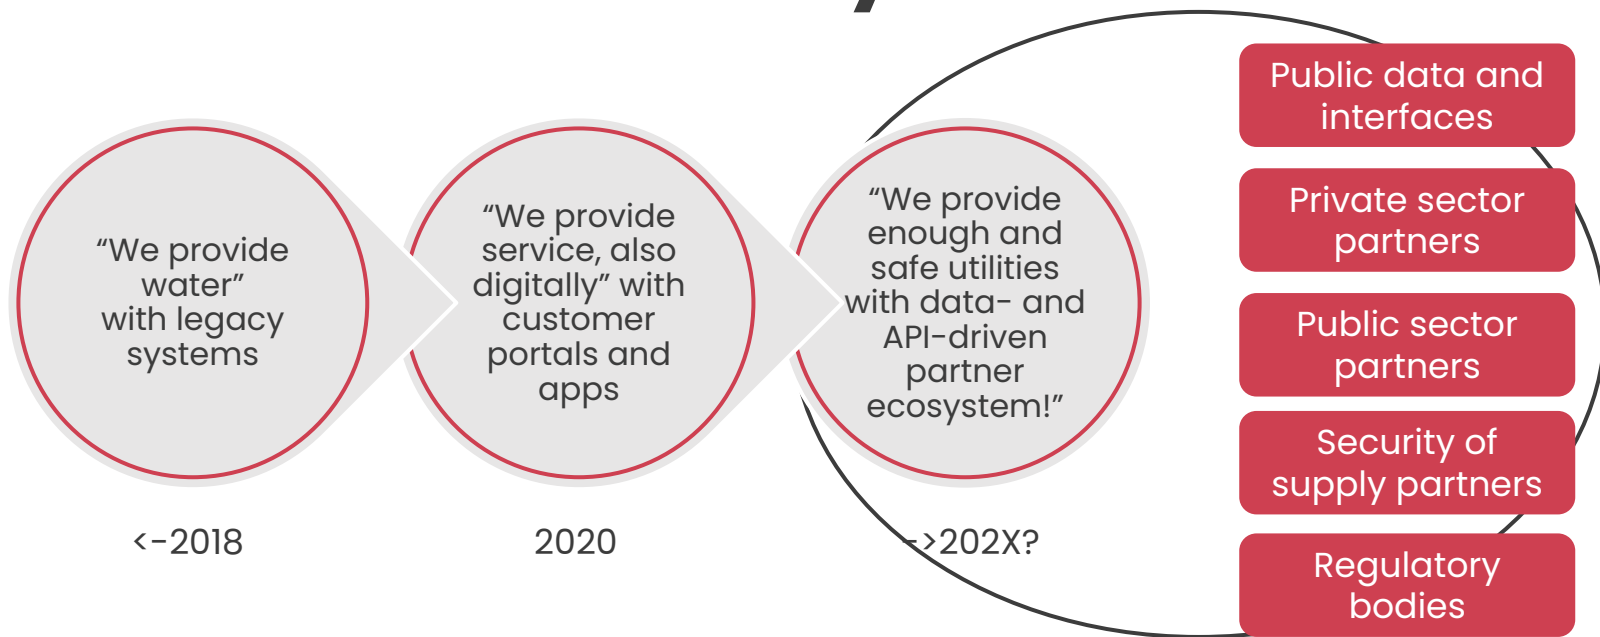 “We provide
water”
with legacy
systems
“We provide
service, also
digitally” with
customer
portals and
apps
“We provide
enough and
safe utilities
with data- and
API-driven
partner
ecosystem!”
<-2018
2020
->202X?
Public data and
interfaces
Private sector
partners
Public sector
partners
Security of
supply partners
Regulatory
bodies